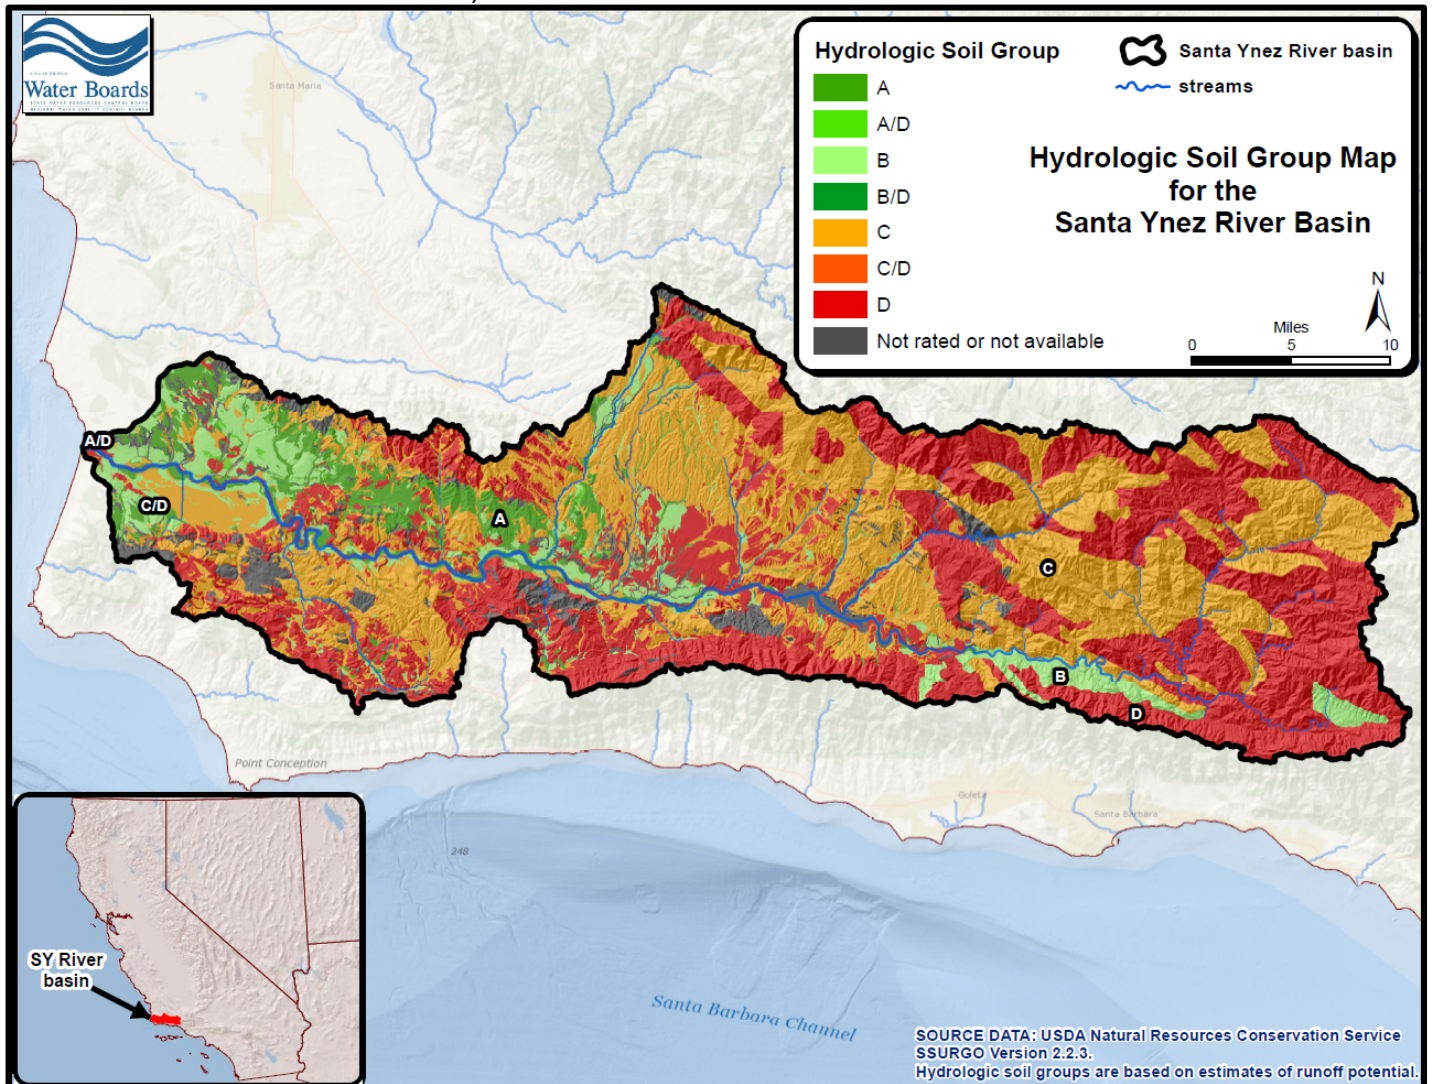 CALIFORNIA
Water Boards
Hydrologic Soil Group
A
A/D
B
B/D
C
C/D
D
Not rated or not available
Santa Ynez River basin
streams
Hydrologic Soil Group Map
for the
Santa Ynez River Basin
N
Miles
0 5 10
Santa Maria
A/D
C/D
A
C
B
D
Point Conception
Goleta
Santa Barbara
248
SY River
basin
Santa Barbara Channel
SOURCE DATA: USDA Natural Resources Conservation Service
SSURGO Version 2.2.3.
Hydrologic soil groups are based on estimates of runoff potential.